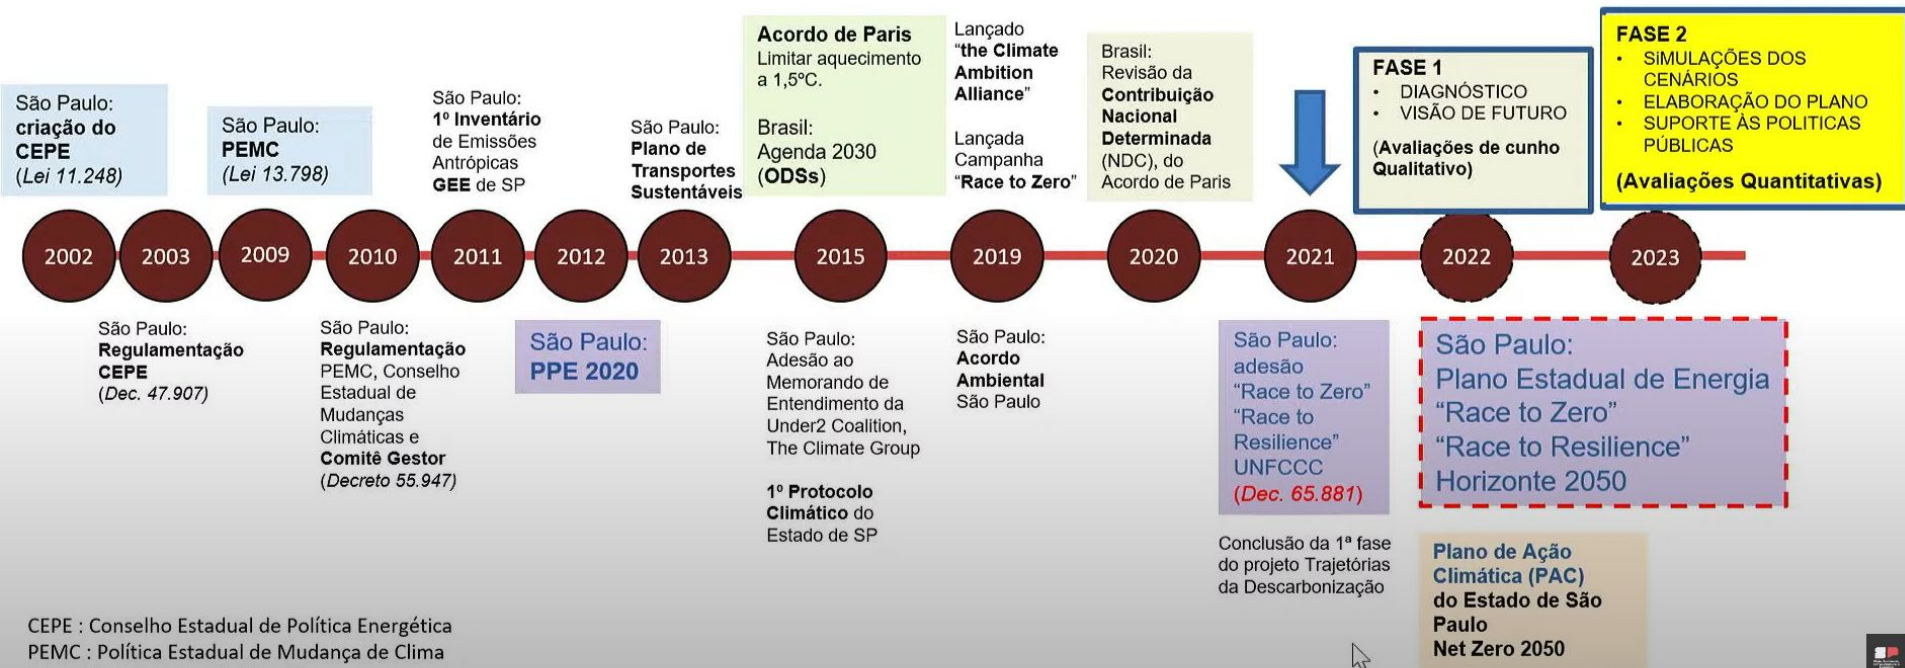 São Paulo:
criação do
CEPE
(Lei 11.248)
São Paulo:
PEMC
(Lei 13.798)
São Paulo:
1º Inventário
de Emissões
Antrópicas
GEE de SP
São Paulo:
Plano de
Transportes
Sustentáveis
Acordo de Paris
Limitar aquecimento
a 1,5ºC.
Brasil:
Agenda 2030
(ODSs)
Lançado
“the Climate
Ambition
Alliance”
Lançada
Campanha
“Race to Zero”
Brasil:
Revisão da
Contribuição
Nacional
Determinada
(NDC), do
Acordo de Paris
FASE 1
• DIAGNÓSTICO
• VISÃO DE FUTURO
(Avaliações de cunho
Qualitativo)
FASE 2
• SiMULAÇÕES DOS
CENÁRIOS
• ELABORAÇÃO DO PLANO
• SUPORTE ÀS POLITICAS
PÚBLICAS
(Avaliações Quantitativas)
2002 2003 2009 2010 2011 2012 2013 2015 2019 2020 2021 2022 2023
São Paulo:
Regulamentação
CEPE
(Dec. 47.907)
São Paulo:
Regulamentação
PEMC, Conselho
Estadual de
Mudanças
Climáticas e
Comitê Gestor
(Decreto 55.947)
São Paulo:
PPE 2020
São Paulo:
Adesão ao
Memorando de
Entendimento da
Under2 Coalition,
The Climate Group
1º Protocolo
Climático do
Estado de SP
São Paulo:
Acordo
Ambiental
São Paulo
São Paulo:
adesão
“Race to Zero”
“Race to
Resilience”
UNFCCC
(Dec. 65.881)
Conclusão da 1ª fase
do projeto Trajetórias
da Descarbonização
São Paulo:
Plano Estadual de Energia
“Race to Zero”
“Race to Resilience”
Horizonte 2050
Plano de Ação
Climática (PAC)
do Estado de São
Paulo
Net Zero 2050
CEPE : Conselho Estadual de Política Energética
PEMC : Política Estadual de Mudança de Clima
SP